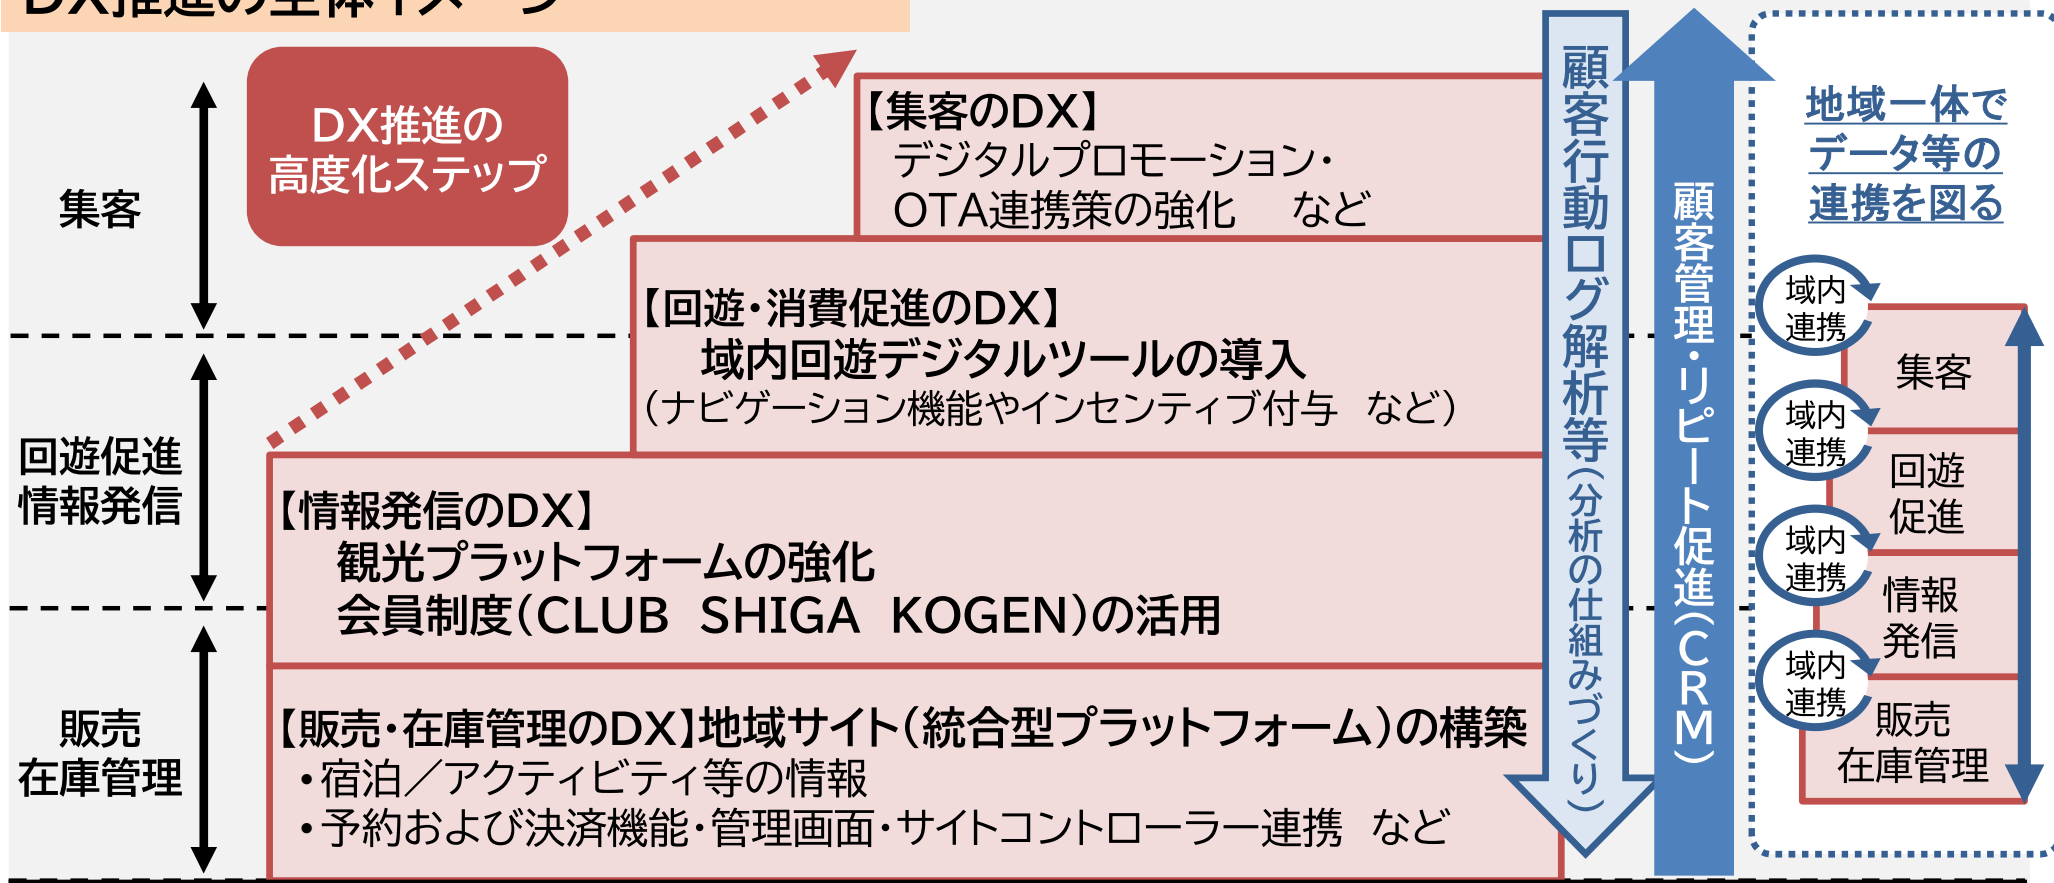 DX推進の全体イメージ
DX推進の
高度化ステップ
集客
回遊促進
情報発信
販売
在庫管理
【集客のDX】
デジタルプロモーション・
OTA連携策の強化　など
【回遊・消費促進のDX】
域内回遊デジタルツールの導入
（ナビゲーション機能やインセンティブ付与　など）
【情報発信のDX】
観光プラットフォームの強化
会員制度（CLUB　SHIGA　KOGEN）の活用
【販売・在庫管理のDX】地域サイト（統合型プラットフォーム）の構築
・宿泊／アクティビティ等の情報
・予約および決済機能・管理画面・サイトコントローラー連携　など
顧客行動ログ解析等（分析の仕組みづくり）
顧客管理・リピート促進（CRM）
地域一体で
データ等の
連携を図る
域内
連携
集客
域内
連携
回遊
促進
域内
連携
情報
発信
域内
連携
販売
在庫管理